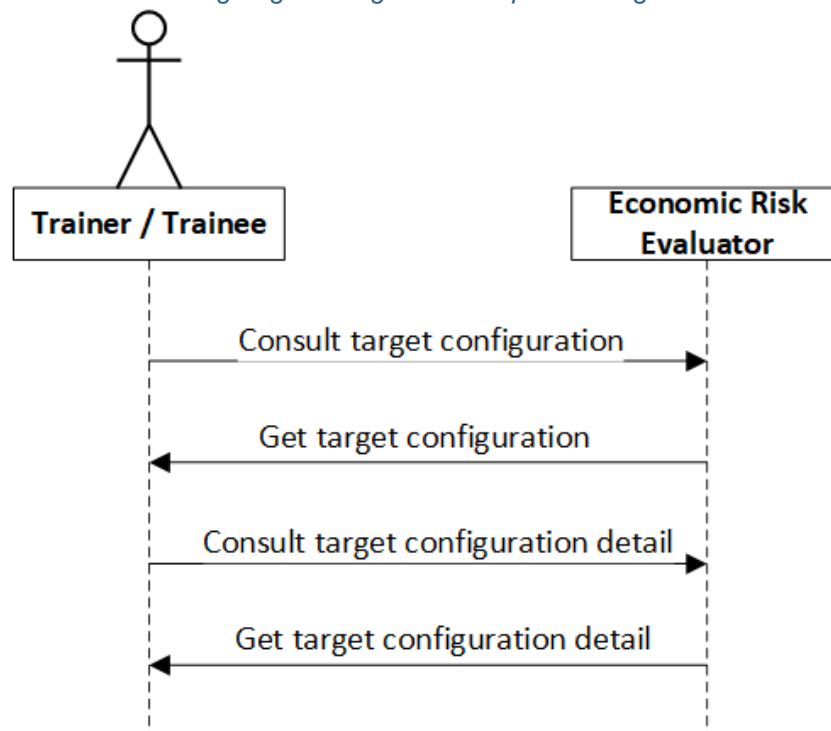 Trainer / Trainee
Economic Risk
Evaluator
Consult target configuration
Get target configuration
Consult target configuration detail
Get target configuration detail